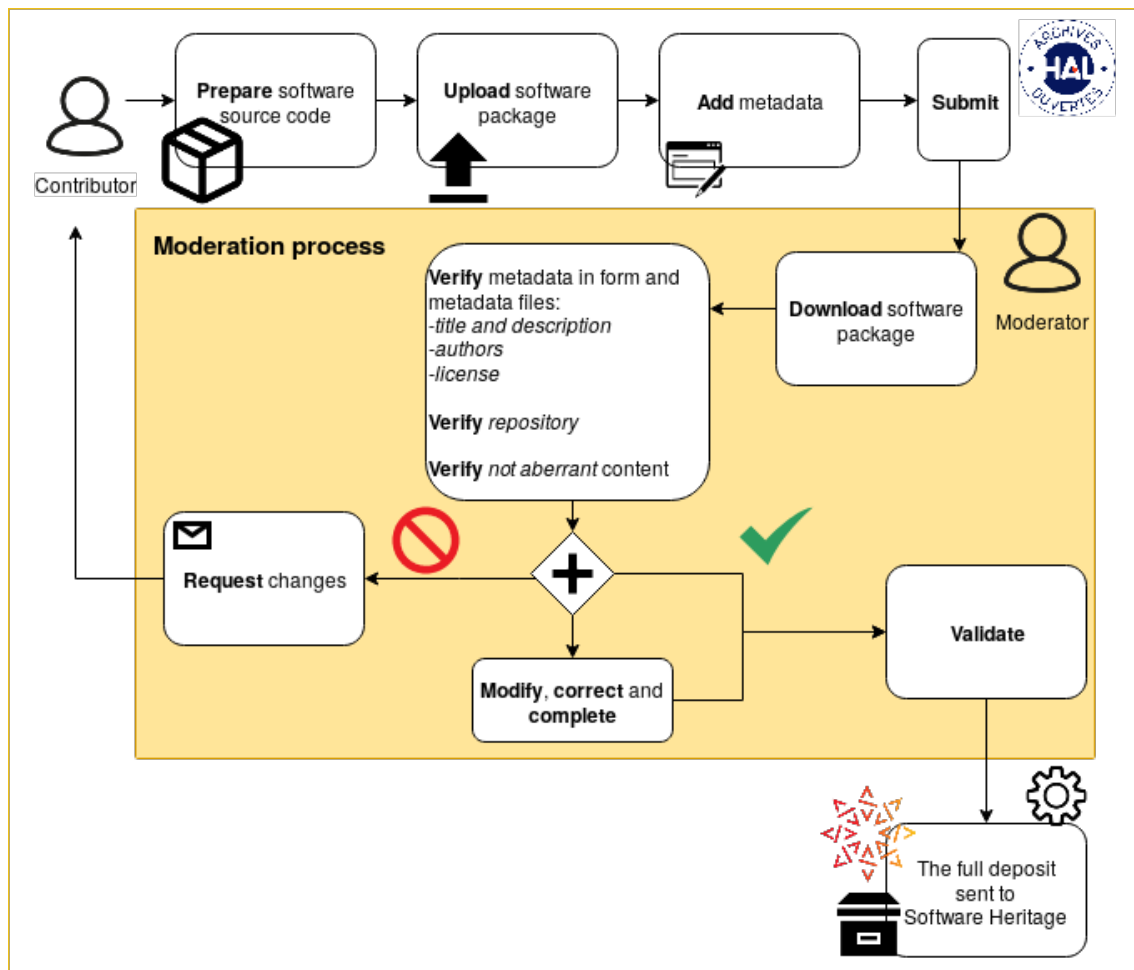 Prepare software
source code
Upload software
package
Add metadata
Submit
ARCHIVES
HAL
OUVERTES
Contributor
Moderation process
Verify metadata in form and
metadata files:
-title and description
-authors
-license
Verify repository
Verify not aberrant content
Download software
package
Moderator
Request changes
Modify, correct and
complete
Validate
The full deposit
sent to
Software Heritage